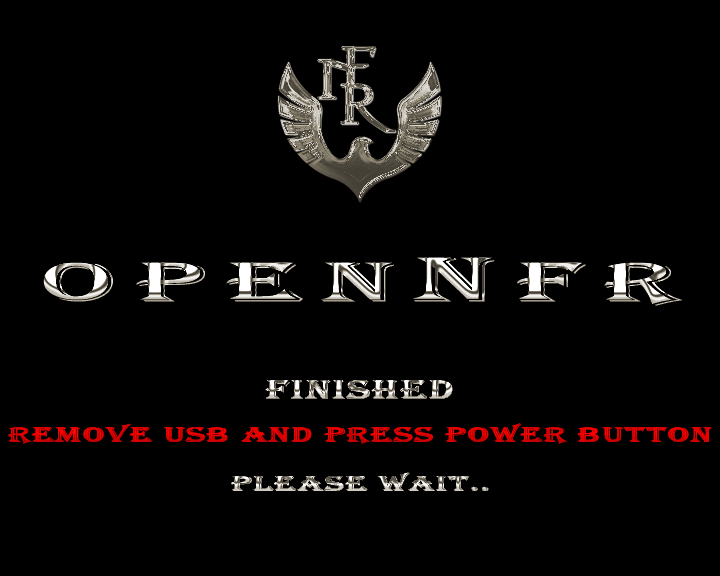 NFR
OPENNFR
FINISHED
REMOVE USB AND PRESS POWER BUTTON
PLEASE WAIT..